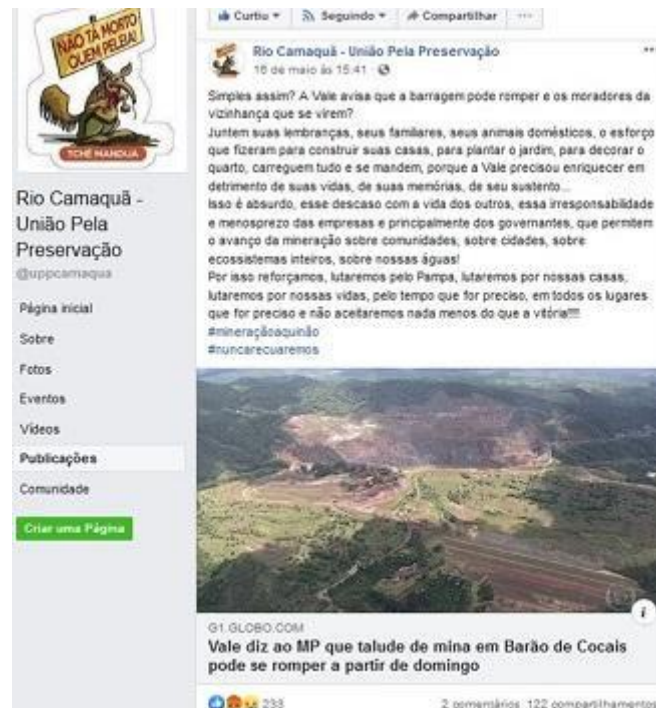 NÃO TÁ MORTO
QUEM PELEIA!
TCHÊ MANDUA
Rio Camaquã -
União Pela
Preservação
@uppcamaqua
Página inicial
Sobre
Fotos
Eventos
Vídeos
Publicações
Comunidade
Criar uma Página
Curtiu
Seguindo
Compartilhar
Rio Camaquã - União Pela Preservação
16 de maio às 15:41
Simples assim? A Vale avisa que a barragem pode romper e os moradores da
vizinhança que se virem?
Juntem suas lembranças, seus familiares, seus animais domésticos, o esforço
que fizeram para construir suas casas, para plantar o jardim, para decorar o
quarto, carreguem tudo e se mandem, porque a Vale precisou enriquecer em
detrimento de suas vidas, de suas memórias, de seu sustento...
Isso é absurdo, esse descaso com a vida dos outros, essa irresponsabilidade
e menosprezo das empresas e principalmente dos governantes, que permitem
o avanço da mineração sobre comunidades, sobre cidades, sobre
ecossistemas inteiros, sobre nossas águas!
Por isso reforçamos, lutaremos pelo Pampa, lutaremos por nossas casas,
lutaremos por nossas vidas, pelo tempo que for preciso, em todos os lugares
que for preciso e não aceitaremos nada menos do que a vitória!!!!
#mineraçãoaquinão
#nuncarecuaremos
G1.GLOBO.COM
Vale diz ao MP que talude de mina em Barão de Cocais
pode se romper a partir de domingo
233
2 comentários 122 compartilhamentos